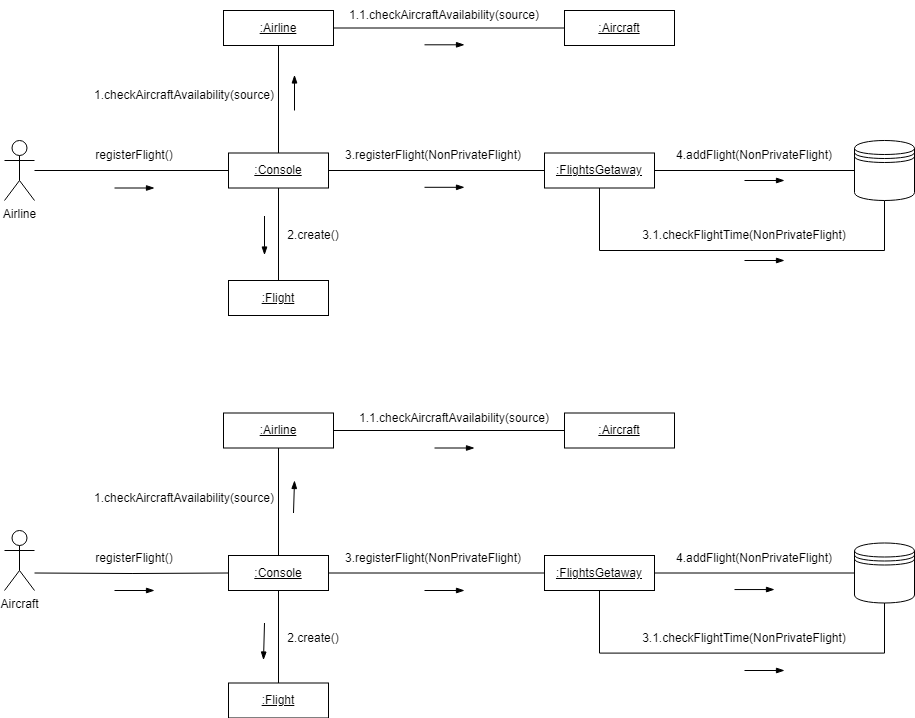 1.1.checkAircraftAvailability(source)
:Airline
:Aircraft
1.checkAircraftAvailability(source)
registerFlight()
3.registerFlight(NonPrivateFlight)
4.addFlight(NonPrivateFlight)
:Console
:FlightsGetaway
Airline
2.create()
3.1.checkFlightTime(NonPrivateFlight)
:Flight
1.1.checkAircraftAvailability(source)
:Airline
:Aircraft
1.checkAircraftAvailability(source)
registerFlight()
3.registerFlight(NonPrivateFlight)
4.addFlight(NonPrivateFlight)
:Console
:FlightsGetaway
Aircraft
2.create()
3.1.checkFlightTime(NonPrivateFlight)
:Flight